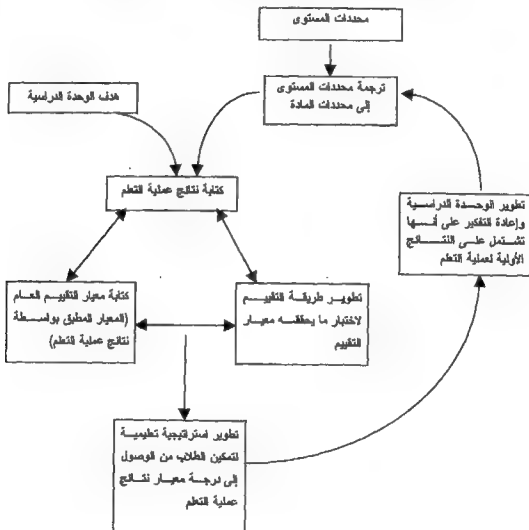 محددات المستوى
ترجمة محددات المستوى
إلى محددات المادة
هدف الوحدة الدراسية
كتابة نتائج عملية التعلم
تطوير الوحدة الدراسية
وإعادة التفكير على أنها
تشتمل على النتائج
الأولية لعملية التعلم
كتابة معيار التقييم العام
(المعيار المطبق بواسطة
نتائج عملية التعلم)
تطوير طريقة التقييم
لاختبار ما يحققه معيار
التقييم
تطوير استراتيجية تعليمية
لتمكين الطلاب من الوصول
إلى درجة معيار نتائج
عملية التعلم